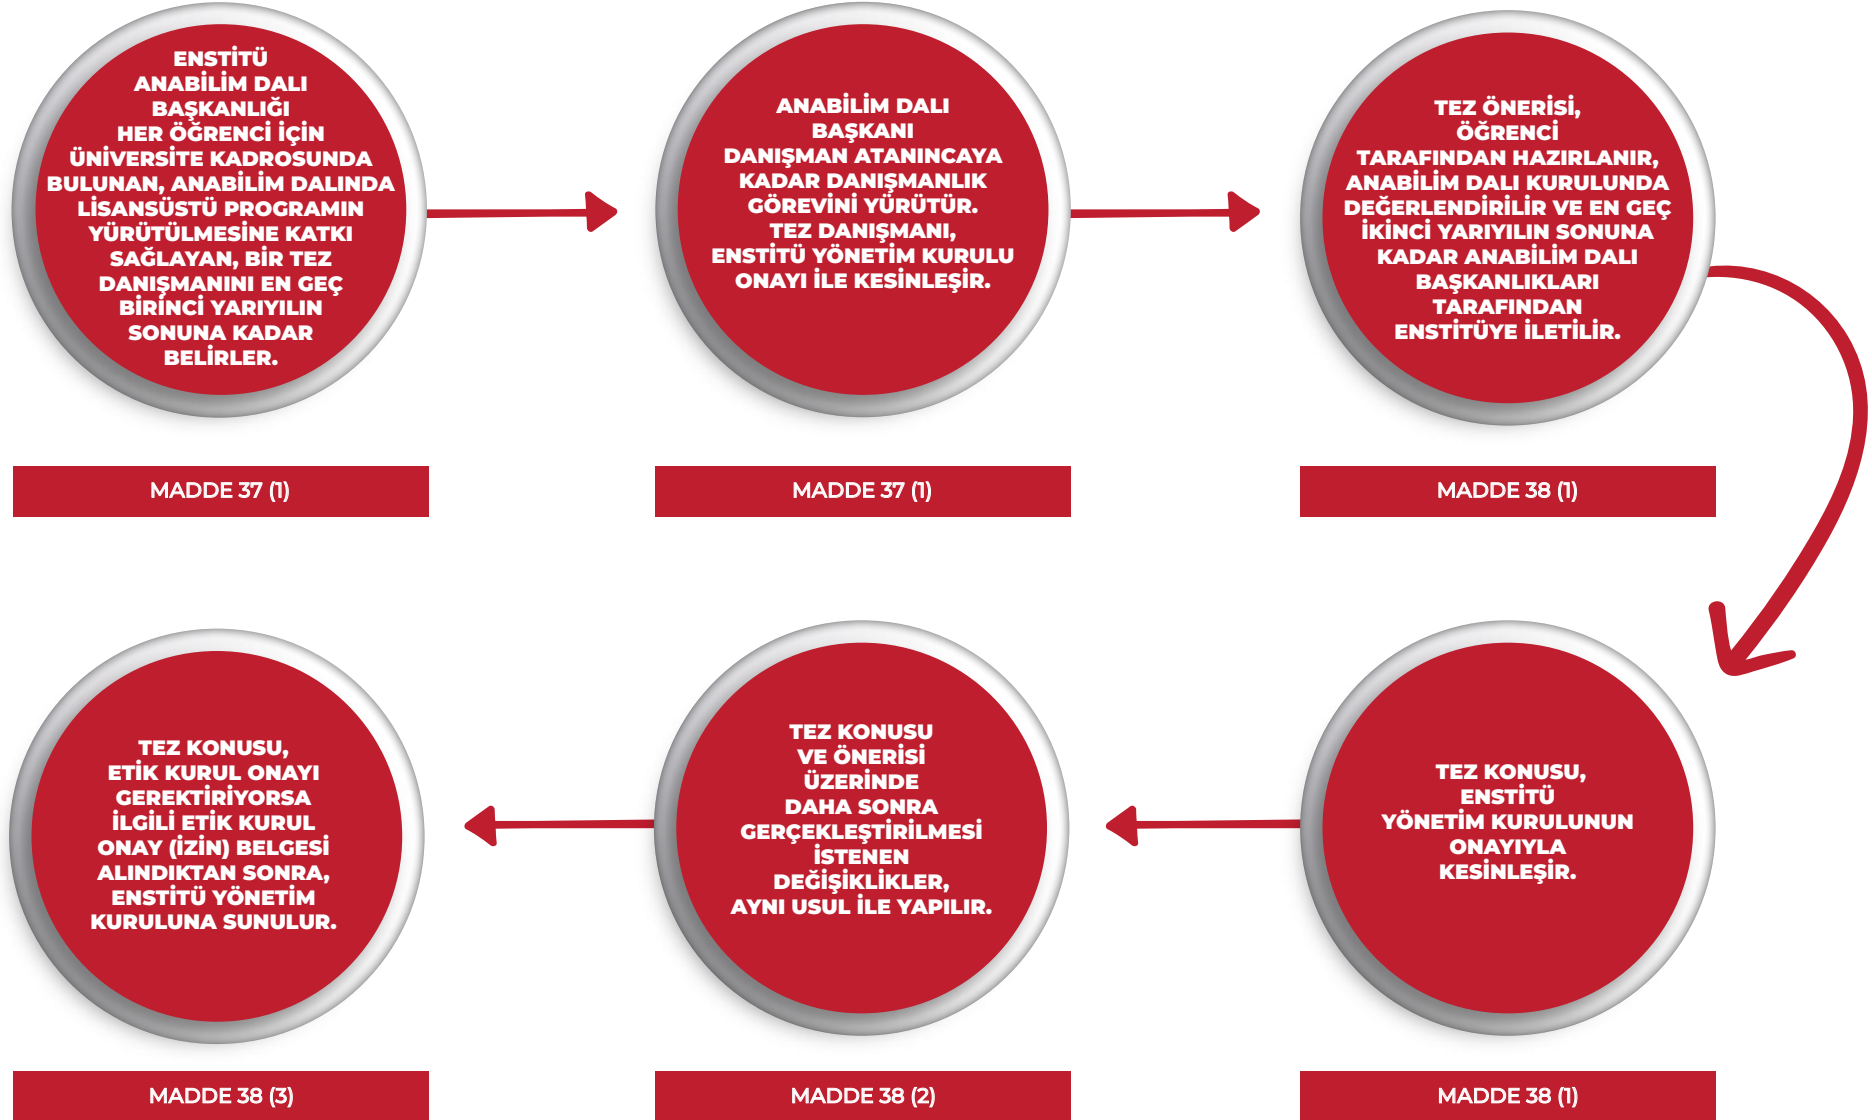 ENSTİTÜ
ANABİLİM DALI
BAŞKANLIĞI
HER ÖĞRENCİ İÇİN
ÜNİVERSİTE KADROSUNDA
BULUNAN, ANABİLİM DALINDA
LİSANSÜSTÜ PROGRAMIN
YÜRÜTÜLMESİNE KATKI
SAĞLAYAN, BİR TEZ
DANIŞMANINI EN GEÇ
BİRİNCİ YARIYILIN
SONUNA KADAR
BELİRLER.
MADDE 37 (1)
ANABİLİM DALI
BAŞKANI
DANIŞMAN ATANINCAYA
KADAR DANIŞMANLIK
GÖREVİNİ YÜRÜTÜR.
TEZ DANIŞMANI,
ENSTİTÜ YÖNETİM KURULU
ONAYI İLE KESİNLEŞİR.
MADDE 37 (1)
TEZ ÖNERİSİ,
ÖĞRENCİ
TARAFINDAN HAZIRLANIR,
ANABİLİM DALI KURULUNDA
DEĞERLENDİRİLİR VE EN GEÇ
İKİNCİ YARIYILIN SONUNA
KADAR ANABİLİM DALI
BAŞKANLIKLARI
TARAFINDAN
ENSTİTÜYE İLETİLİR.
MADDE 38 (1)
TEZ KONUSU,
ENSTİTÜ
YÖNETİM KURULUNUN
ONAYIYLA
KESİNLEŞİR.
MADDE 38 (1)
TEZ KONUSU
VE ÖNERİSİ
ÜZERİNDE
DAHA SONRA
GERÇEKLEŞTİRİLMESİ
İSTENEN
DEĞİŞİKLİKLER,
AYNI USUL İLE YAPILIR.
MADDE 38 (2)
TEZ KONUSU,
ETİK KURUL ONAYI
GEREKTİRİYORSA
İLGİLİ ETİK KURUL
ONAY (İZİN) BELGESİ
ALINDIKTAN SONRA,
ENSTİTÜ YÖNETİM
KURULUNA SUNULUR.
MADDE 38 (3)